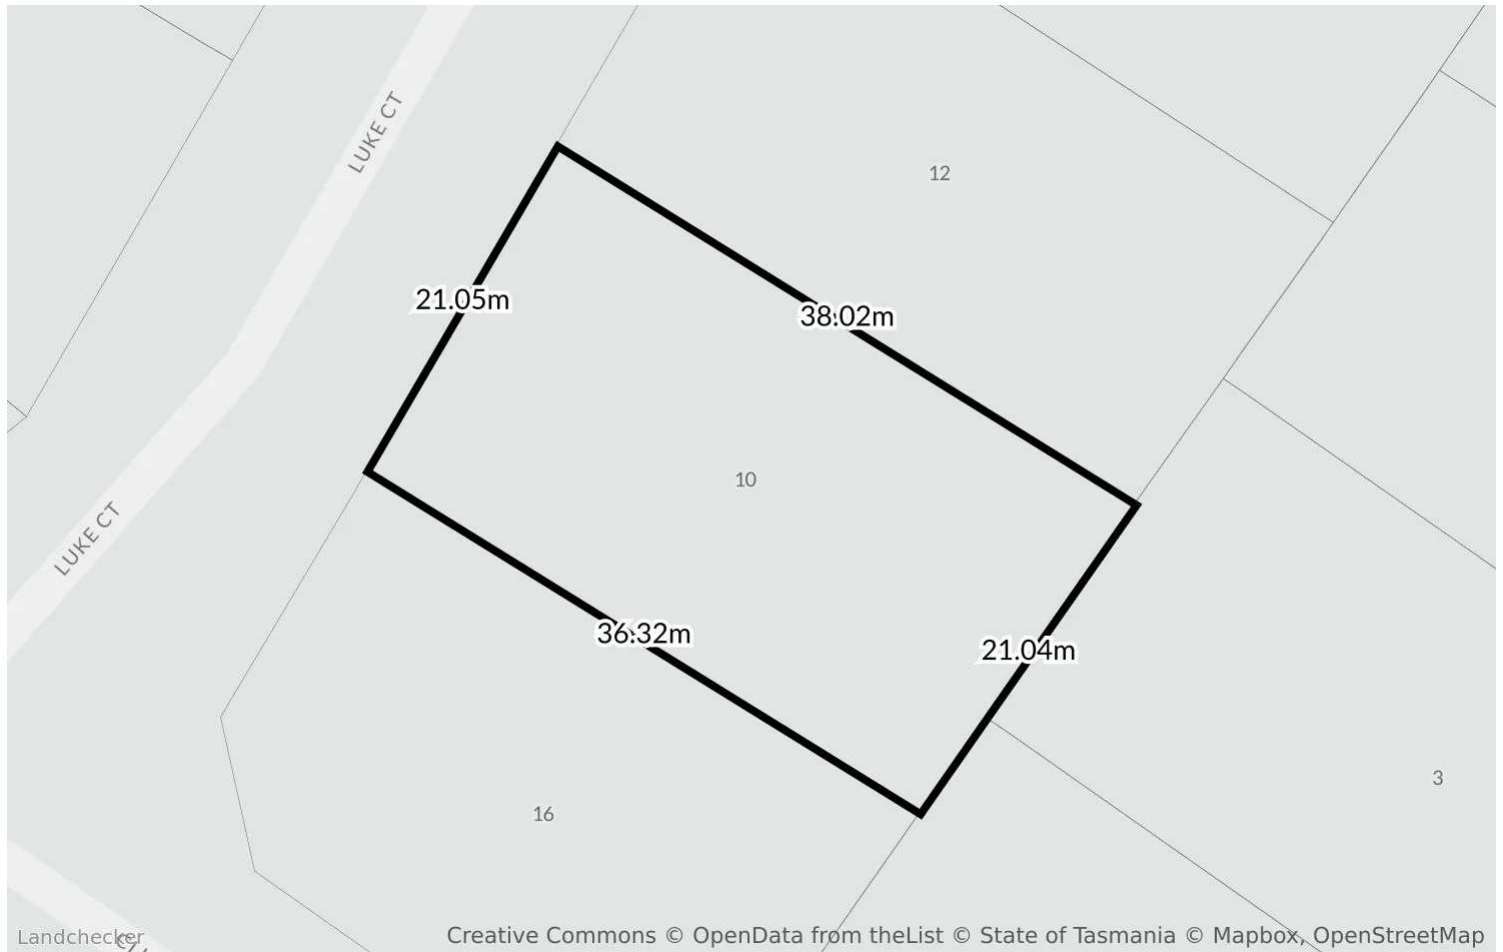 LUKE CT
12
21.05m
38.02m
10
LUKE CT
36.32m
21.04m
3
16
Landchecker
Creative Commons © OpenData from theList © State of Tasmania © Mapbox, OpenStreetMap